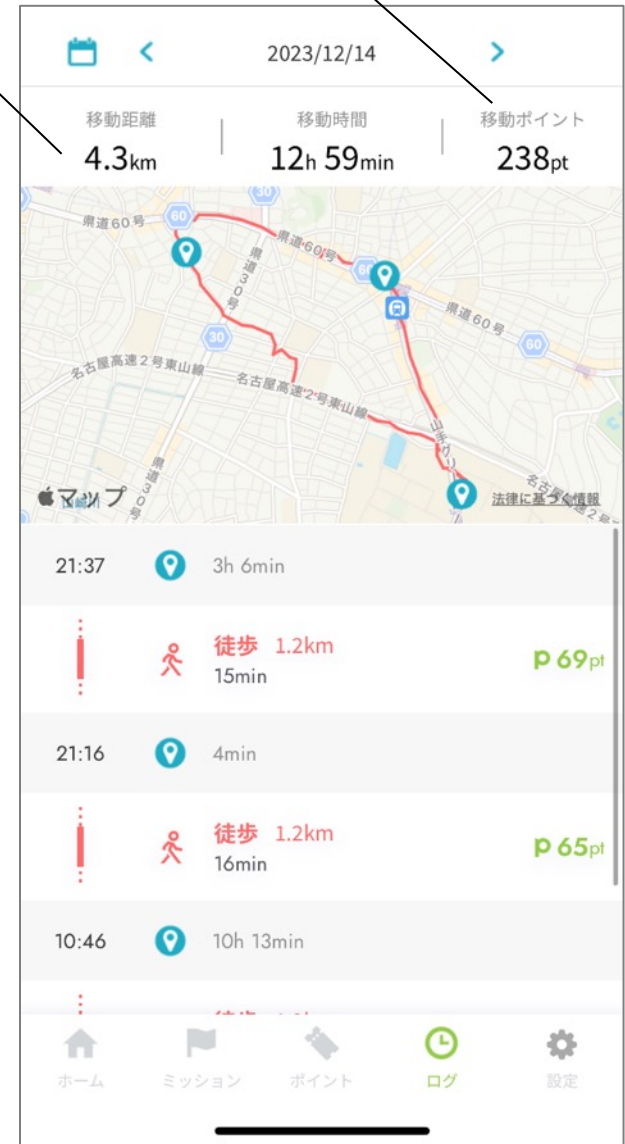 2023/12/14
移動距離 移動時間 移動ポイント
4.3km 12h 59min 238pt
30
60
県道60号
県道60号
県道30号
60
県道60号
60
30
名古屋高速2号東山線
名古屋高速2号東山線
山手グリ
県道30号
マップ
法律に基づく情報
21:37 3h 6min
徒歩 1.2km
15min
P 69pt
21:16 4min
徒歩 1.2km
16min
P 65pt
10:46 10h 13min
ホーム ミッション ポイント ログ 設定